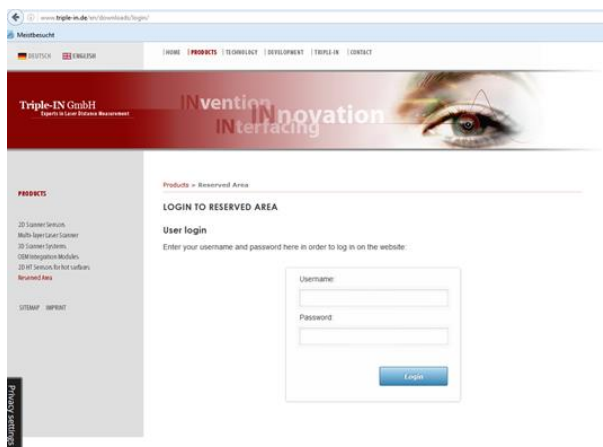 www.triple-in.de/en/downloads/login/
Meistbesucht
DEUTSCH ENGLISH
| HOME | PRODUCTS | TECHNOLOGY | DEVELOPMENT | TRIPLE-IN | CONTACT
Triple-IN GmbH
Experts in Laser Distance Measurement
INvention
INNovation
INterfacing
PRODUCTS
Products » Reserved Area
LOGIN TO RESERVED AREA
User login
Enter your username and password here in order to log in on the website:
2D Scanner Sensors
Multi-layer Laser Scanner
3D Scanner Systems
OEM Integration Modules
2D HT Sensors for hot surfaces
Reserved Area
SITEMAP IMPRINT
Username:
Password:
Login
Privacy settings